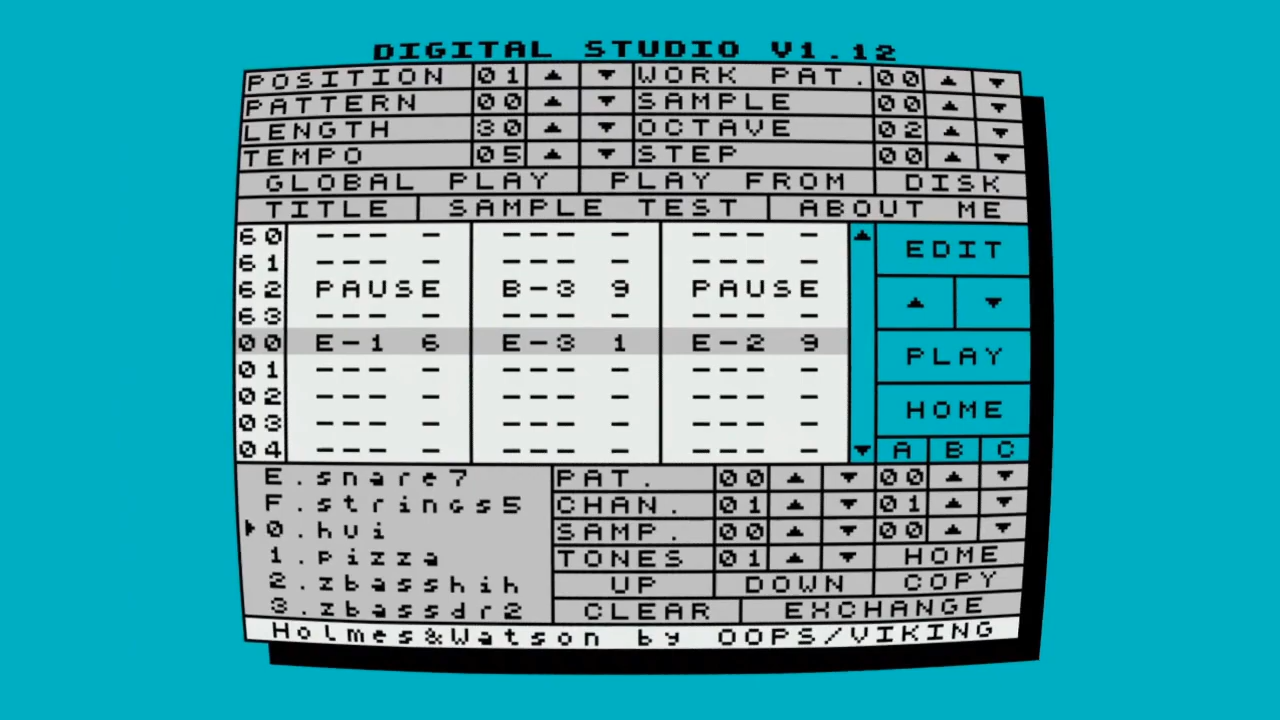 DIGITAL STUDIO V1.12
POSITION 01 WORK PAT. 00
PATTERN 00 SAMPLE 00
LENGTH 30 OCTAVE 02
TEMPO 05 STEP 00
GLOBAL PLAY PLAY FROM DISK
TITLE SAMPLE TEST ABOUT ME
60 --- - --- - --- - EDIT
61 --- - --- - --- -
62 PAUSE B-3 9 PAUSE
63 --- - --- - --- -
00 E-1 6 E-3 1 E-2 9 PLAY
01 --- - --- - --- -
02 --- - --- - --- - HOME
03 --- - --- - --- -
04 --- - --- - --- - A B C
E.snare7 PAT. 00 00
F.strings5 CHAN. 01 01
0.hui SAMP. 00 00
1.pizza TONES 01 HOME
2.zbasshih UP DOWN COPY
3.zbassdr2 CLEAR EXCHANGE
Holmes&Watson by OOPS/VIKING